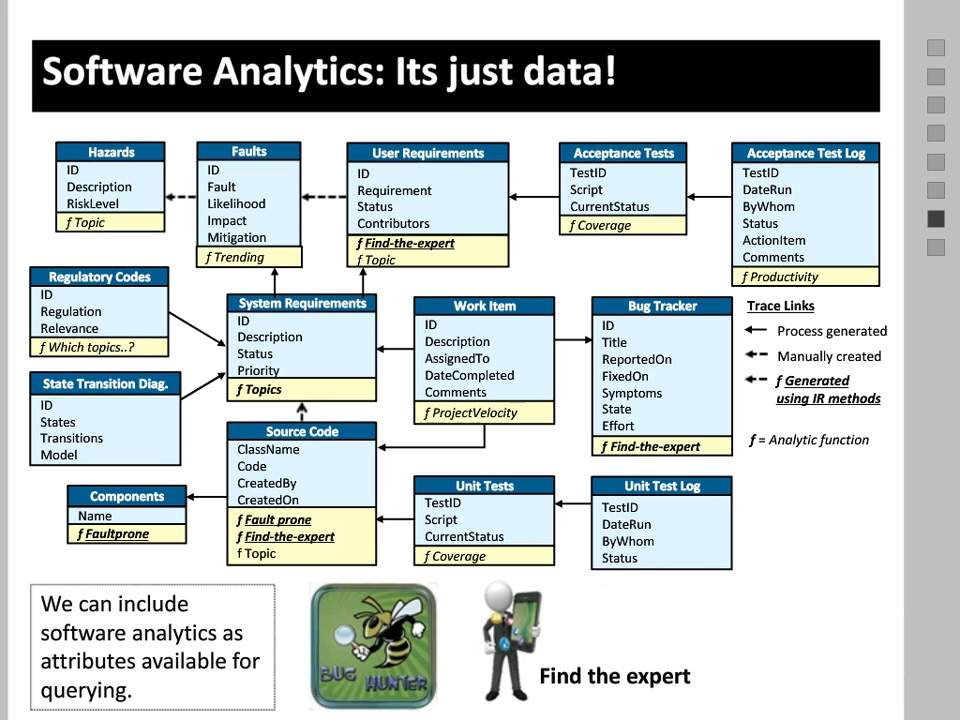 Software Analytics: Its just data!
Hazards
ID
Description
RiskLevel
f Topic
Faults
ID
Fault
Likelihood
Impact
Mitigation
f Trending
User Requirements
ID
Requirement
Status
Contributors
f Find-the-expert
f Topic
Acceptance Tests
TestID
Script
CurrentStatus
f Coverage
Acceptance Test Log
TestID
DateRun
ByWhom
Status
ActionItem
Comments
f Productivity
Regulatory Codes
ID
Regulation
Relevance
f Which topics..?
System Requirements
ID
Description
Status
Priority
f Topics
Work Item
ID
Description
AssignedTo
DateCompleted
Comments
f ProjectVelocity
Bug Tracker
ID
Title
ReportedOn
FixedOn
Symptoms
State
Effort
f Find-the-expert
Trace Links
Process generated
Manually created
f Generated
using IR methods
f = Analytic function
State Transition Diag.
ID
States
Transitions
Model
Source Code
ClassName
Code
CreatedBy
CreatedOn
f Fault prone
f Find-the-expert
f Topic
Components
Name
f Faultprone
Unit Tests
TestID
Script
CurrentStatus
f Coverage
Unit Test Log
TestID
DateRun
ByWhom
Status
We can include
software analytics as
attributes available for
querying.
BUG HUNTER
Find the expert